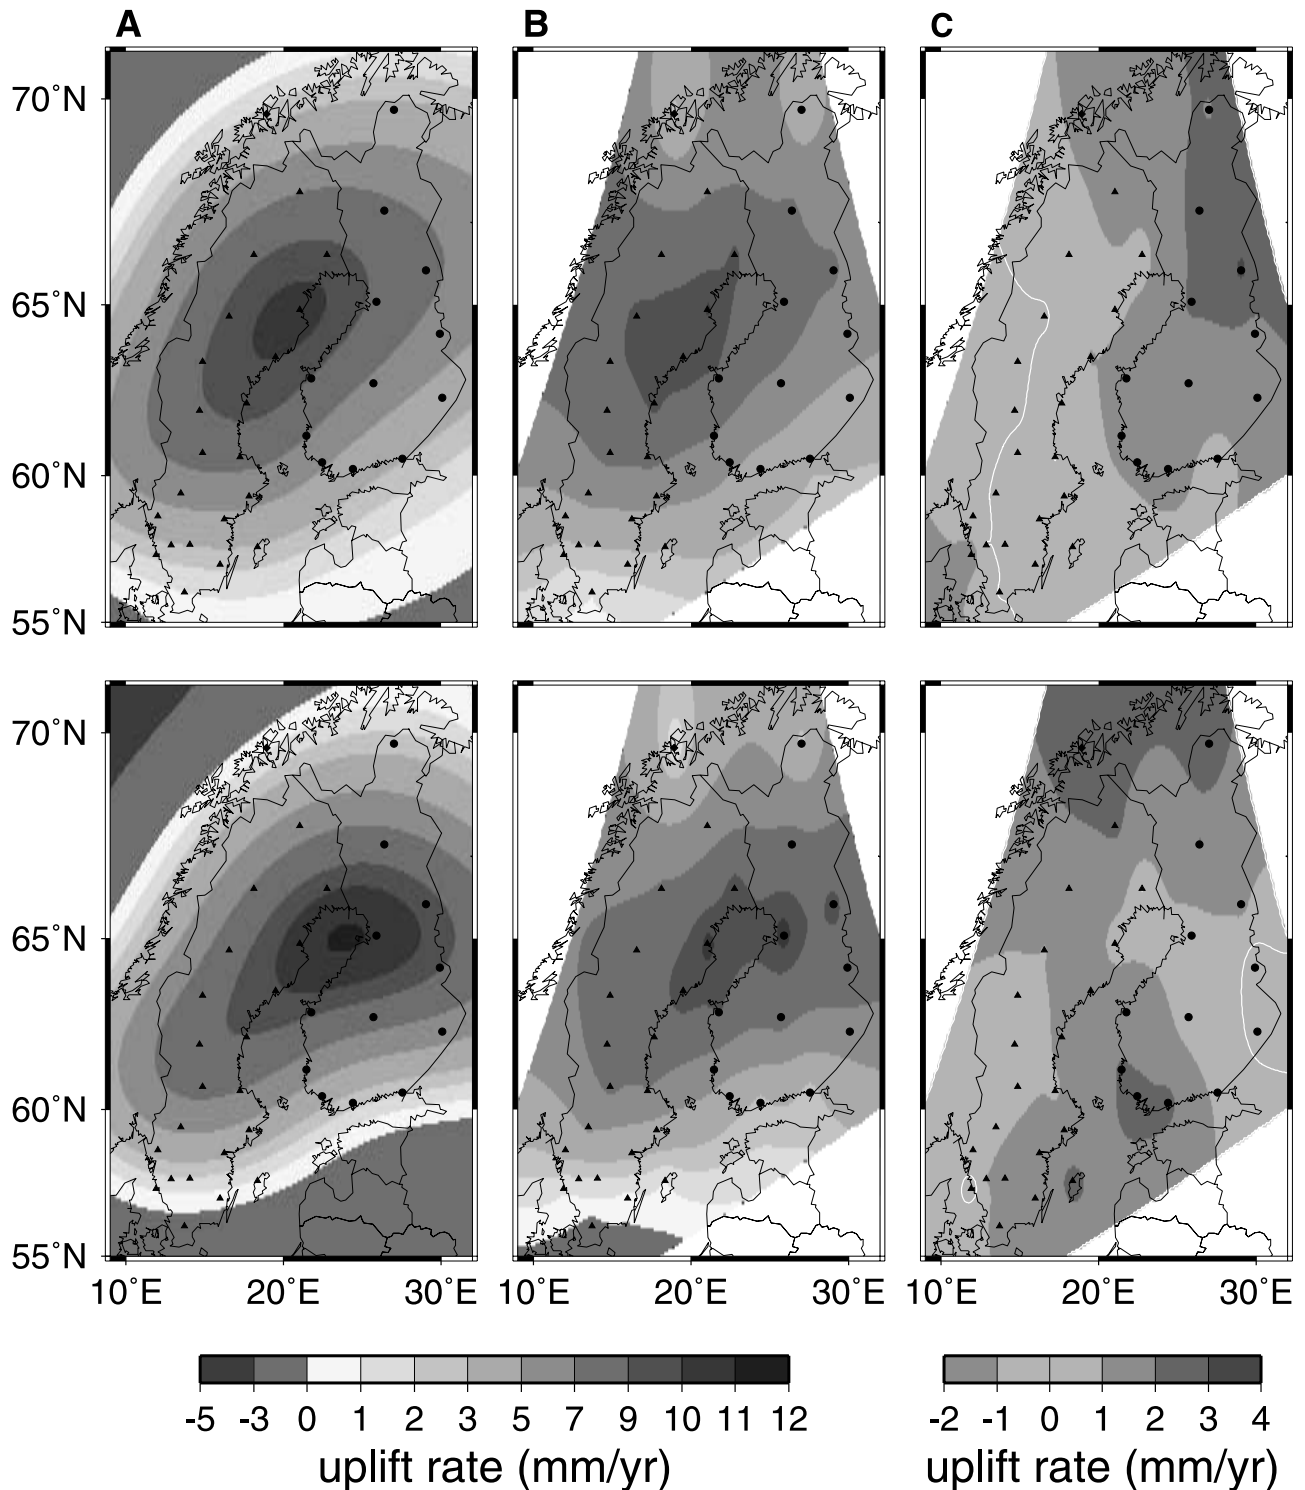 A B C
70˚N
65˚N
60˚N
55˚N
70˚N
65˚N
60˚N
55˚N
10˚E 20˚E 30˚E 10˚E 20˚E 30˚E 10˚E 20˚E 30˚E
-5 -3 0 1 2 3 5 7 9 10 11 12
uplift rate (mm/yr)
-2 -1 0 1 2 3 4
uplift rate (mm/yr)